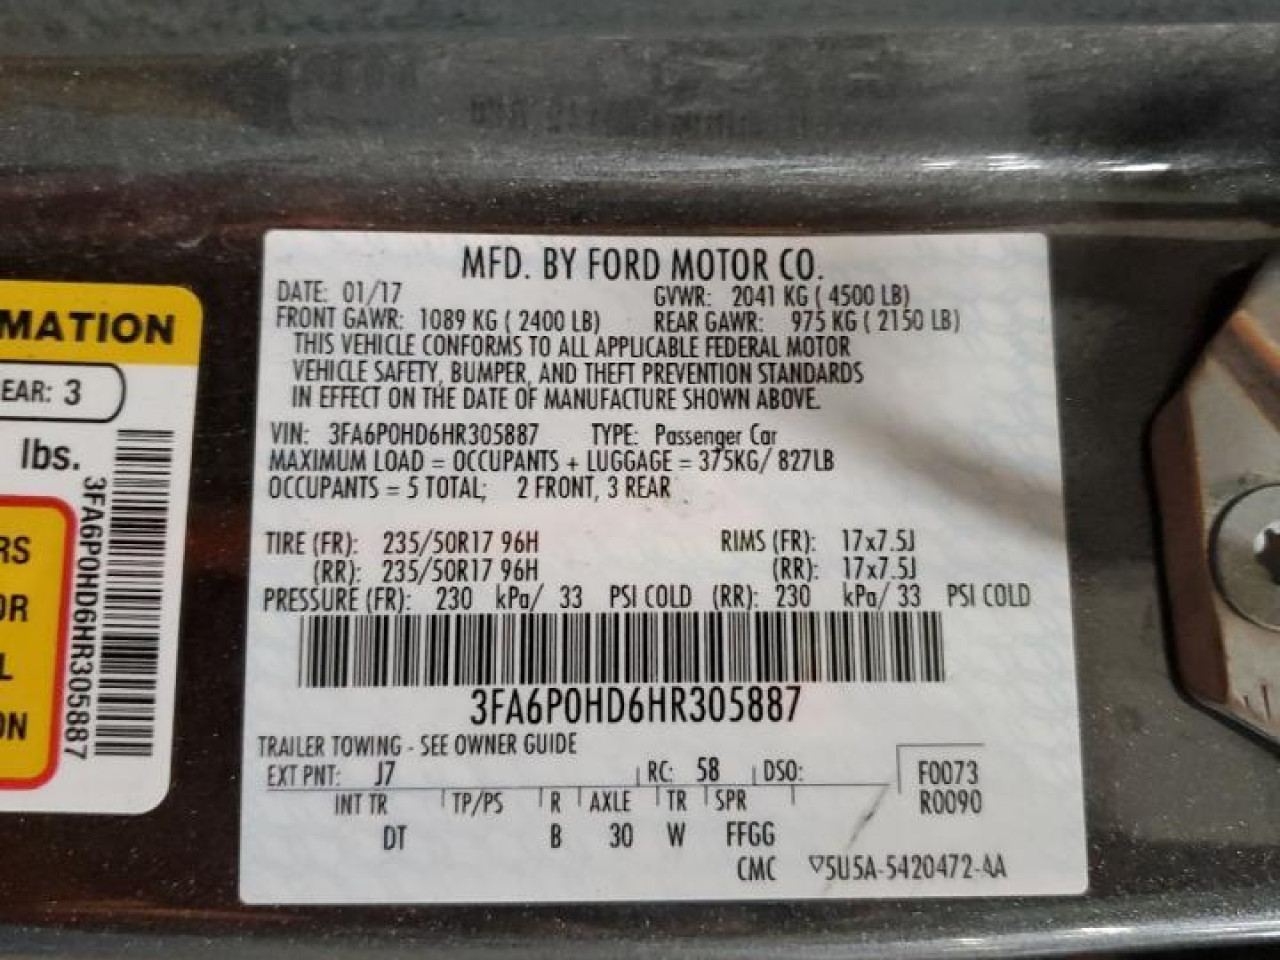 MFD. BY FORD MOTOR CO.
DATE: 01/17 GVWR: 2041 KG ( 4500 LB)
FRONT GAWR: 1089 KG ( 2400 LB) REAR GAWR: 975 KG ( 2150 LB)
THIS VEHICLE CONFORMS TO ALL APPLICABLE FEDERAL MOTOR
VEHICLE SAFETY, BUMPER, AND THEFT PREVENTION STANDARDS
IN EFFECT ON THE DATE OF MANUFACTURE SHOWN ABOVE.
VIN: 3FA6P0HD6HR305887 TYPE: Passenger Car
MAXIMUM LOAD = OCCUPANTS + LUGGAGE = 375KG/ 827LB
OCCUPANTS = 5 TOTAL; 2 FRONT, 3 REAR
TIRE (FR): 235/50R17 96H RIMS (FR): 17x7.5J
(RR): 235/50R17 96H (RR): 17x7.5J
PRESSURE (FR): 230 kPa/ 33 PSI COLD (RR): 230 kPa/ 33 PSI COLD
3FA6P0HD6HR305887
TRAILER TOWING - SEE OWNER GUIDE
EXT PNT: J7 RC: 58 DSO: F0073
INT TR TP/PS R AXLE TR SPR R0090
DT B 30 W FFGG
CMC ▽5U5A-5420472-AA
MATION
EAR: 3
lbs.
3FA6P0HD6HR305887
RS
OR
L
ON